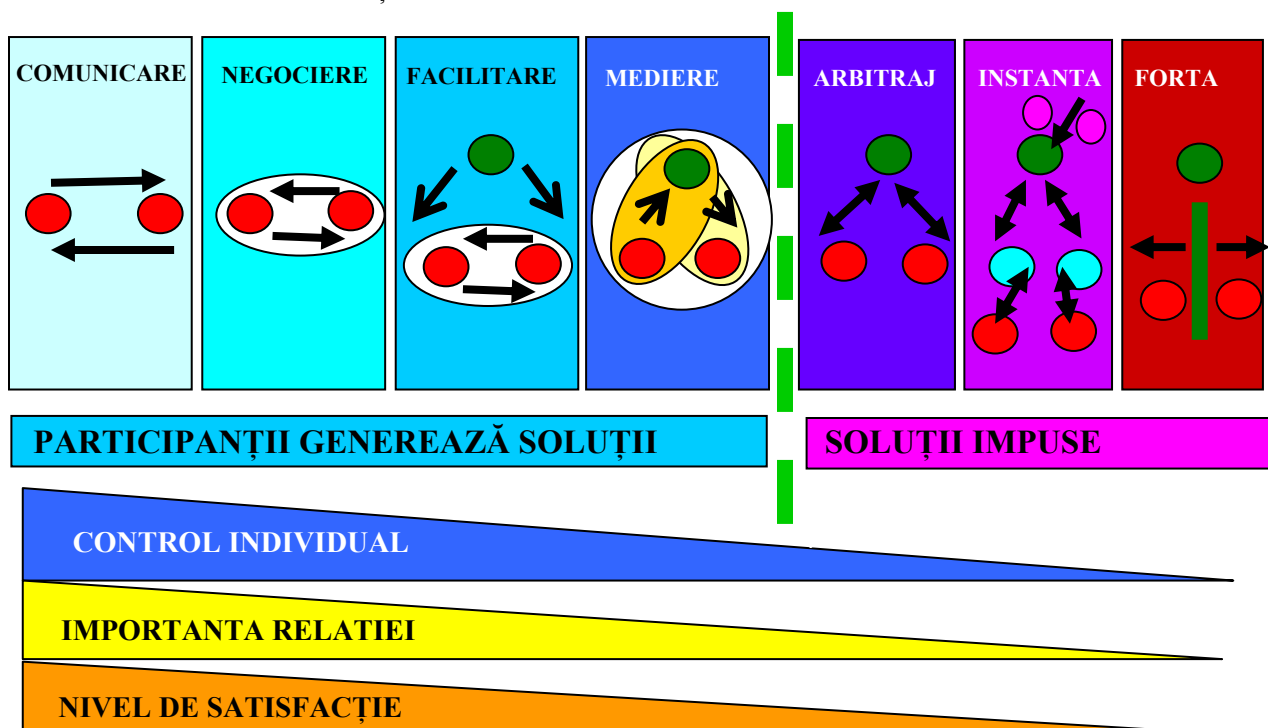 COMUNICARE
NEGOCIERE
FACILITARE
MEDIERE
ARBITRAJ
INSTANTA
FORTA
PARTICIPANȚII GENEREAZĂ SOLUȚII
SOLUȚII IMPUSE
CONTROL INDIVIDUAL
IMPORTANTA RELATIEI
NIVEL DE SATISFACȚIE